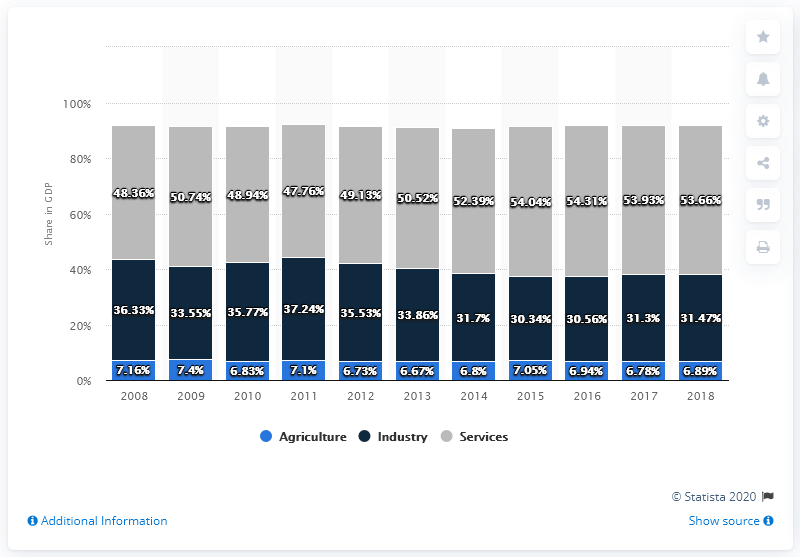 Share in GDP
100%
80%
60%
40%
20%
0%
48.36% 50.74% 48.94% 47.76% 49.13% 50.52% 52.39% 54.04% 54.31% 53.93% 53.66%
36.33% 33.55% 35.77% 37.24% 35.53% 33.86% 31.7% 30.34% 30.56% 31.3% 31.47%
7.16% 7.4% 6.83% 7.1% 6.73% 6.67% 6.8% 7.05% 6.94% 6.78% 6.89%
2008 2009 2010 2011 2012 2013 2014 2015 2016 2017 2018
Agriculture Industry Services
© Statista 2020
Additional Information Show source